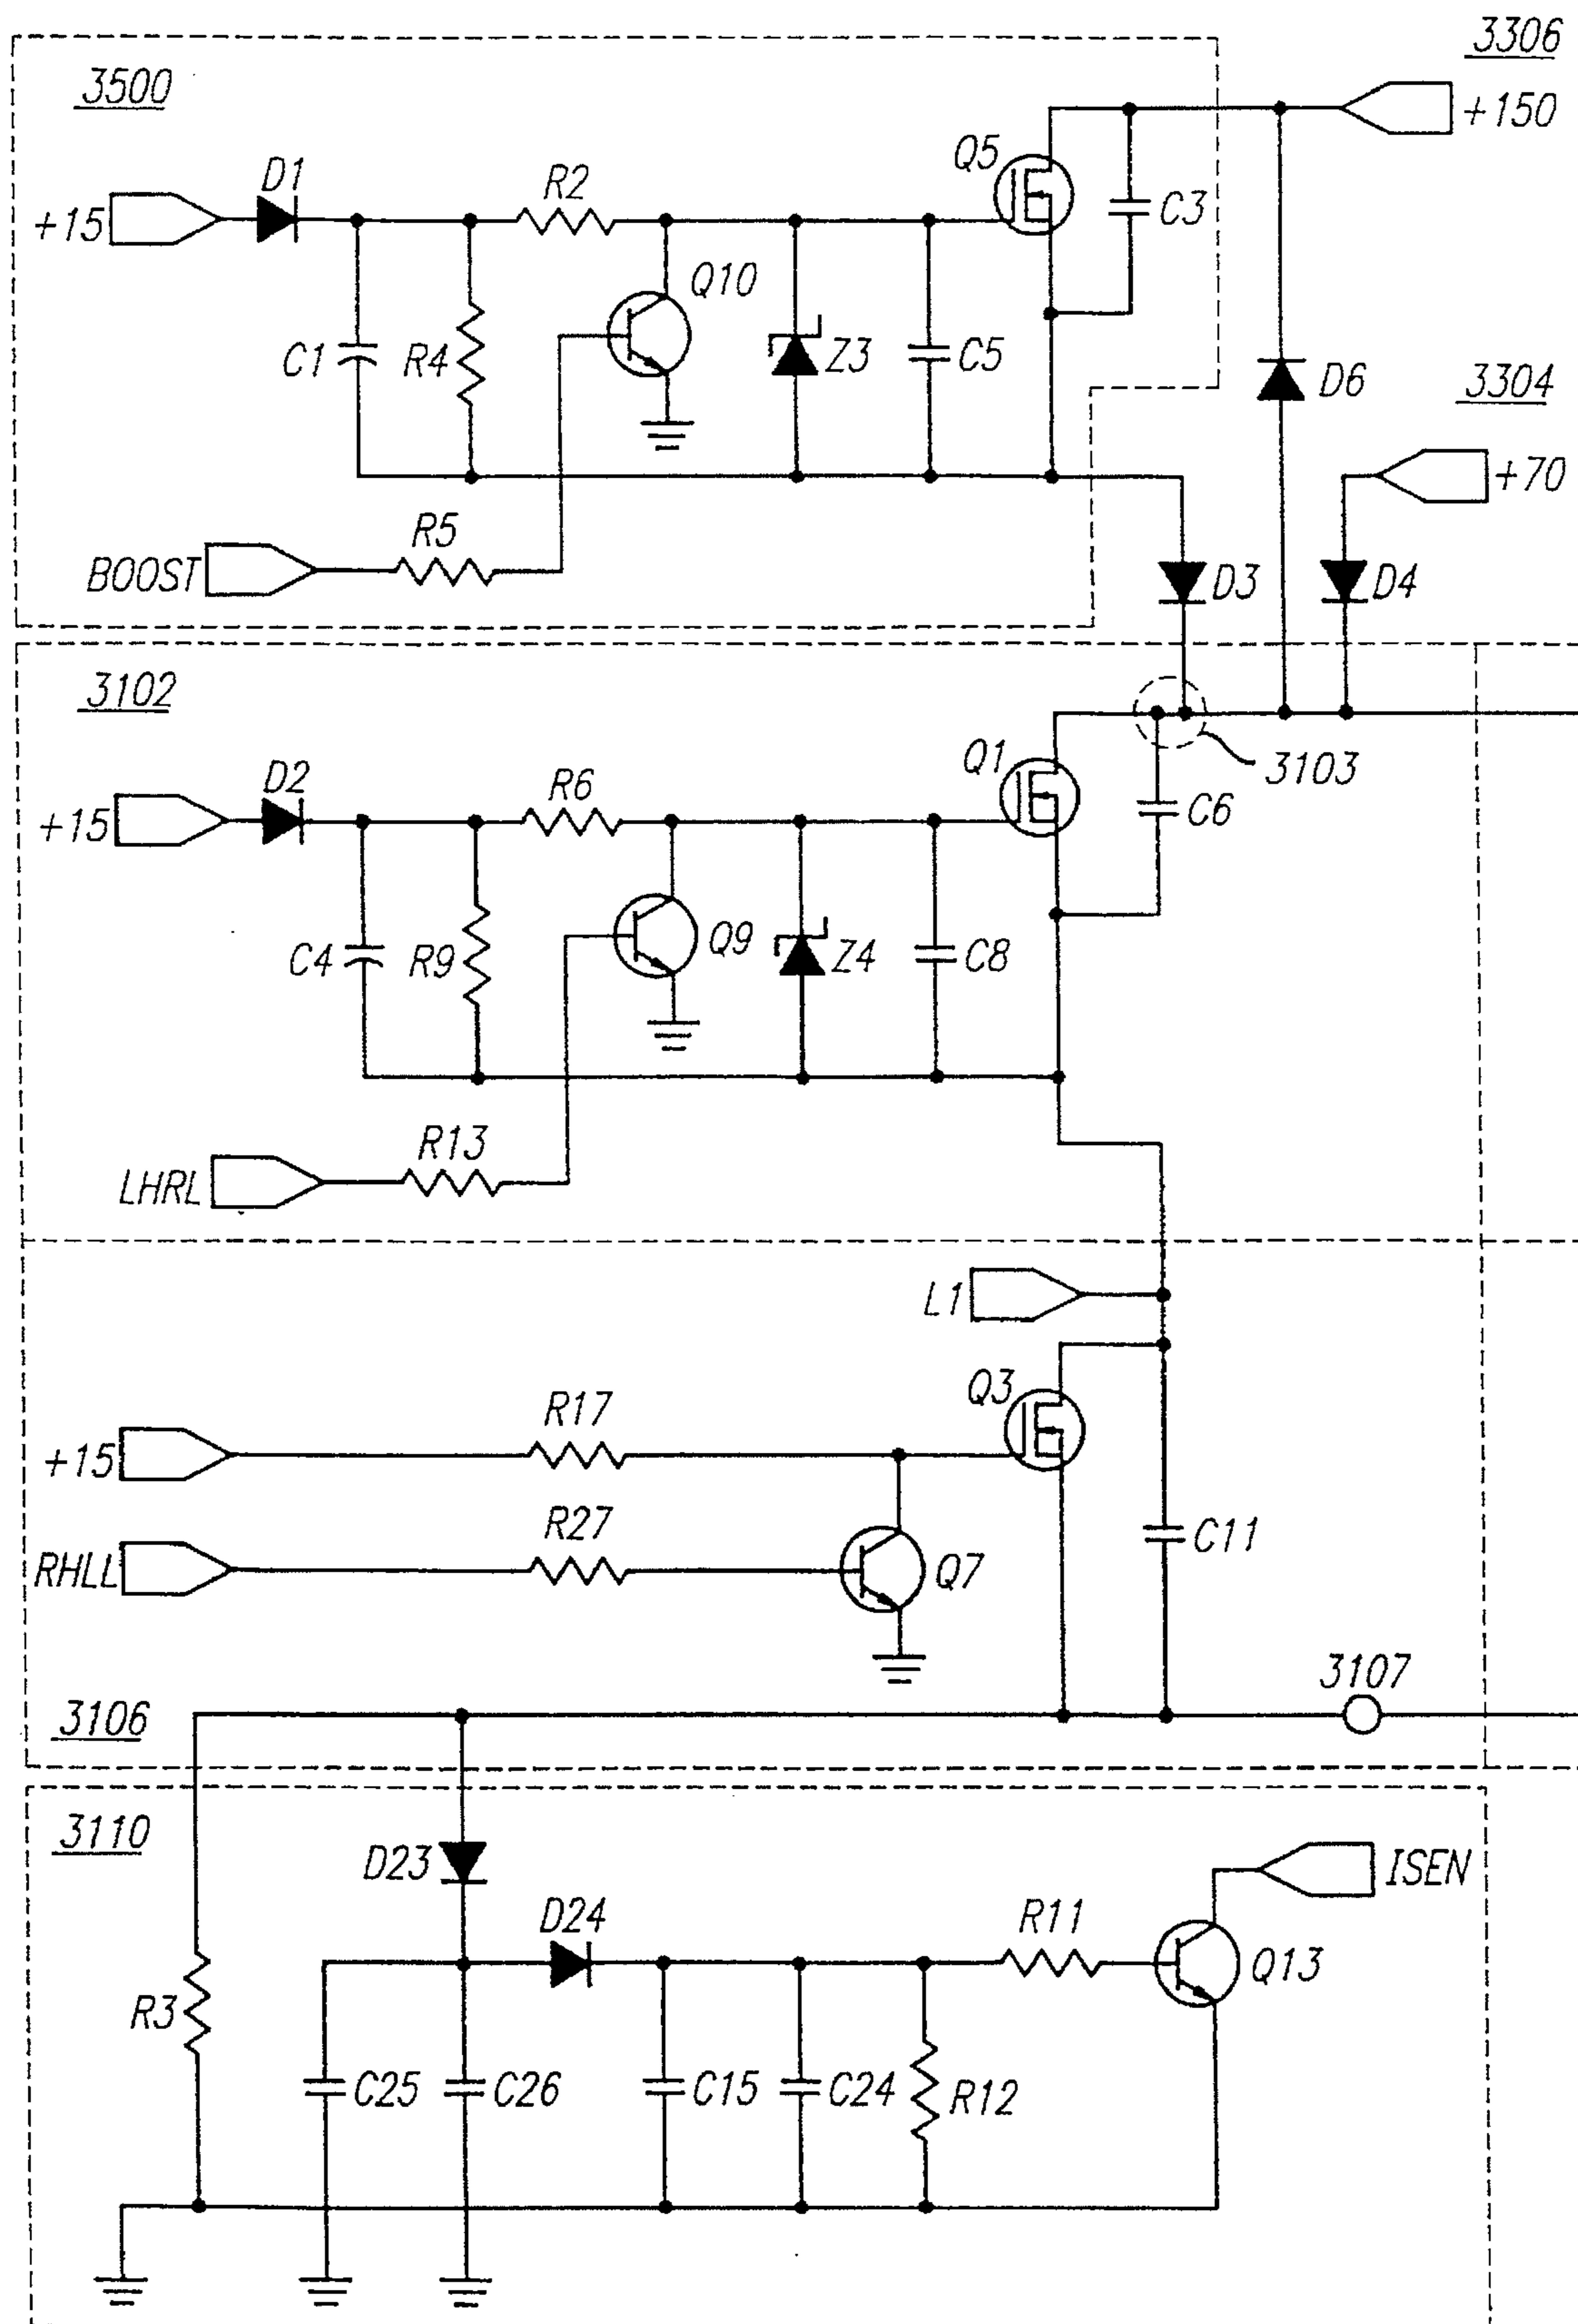 3306
3500
+150
D1
R2
Q5
C3
+15
Q10
C1
R4
Z3
C5
D6
3304
+70
R5
BOOST
D3
D4
3102
3103
D2
R6
Q1
C6
+15
C4
R9
Q9
Z4
C8
R13
LHRL
L1
Q3
R17
+15
R27
C11
RHLL
Q7
3107
3106
3110
D23
ISEN
D24
R11
Q13
R3
C25
C26
C15
C24
R12